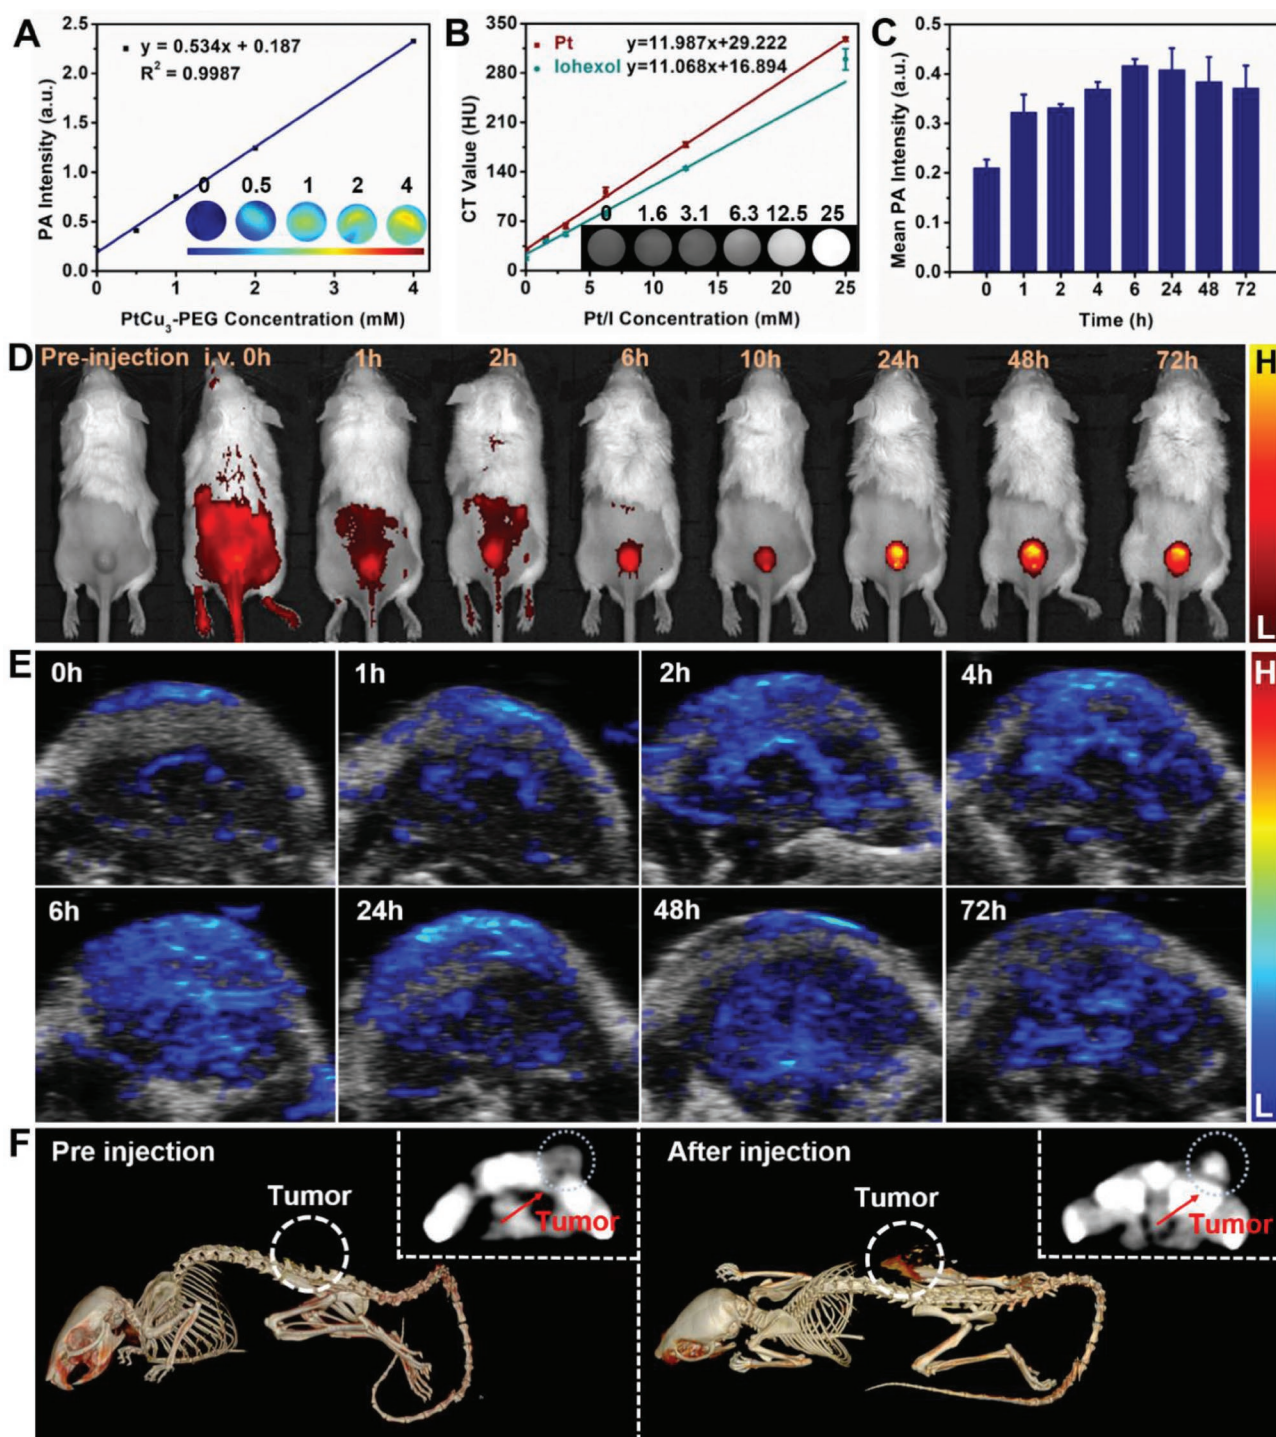 A
2.5
2.0
1.5
1.0
0.5
0.0
PA Intensity (a.u.)
y = 0.534x + 0.187
R² = 0.9987
0 0.5 1 2 4
0 1 2 3 4
PtCu₃-PEG Concentration (mM)
B
350
280
210
140
70
0
CT Value (HU)
Pt y=11.987x+29.222
Iohexol y=11.068x+16.894
0 1.6 3.1 6.3 12.5 25
0 5 10 15 20 25
Pt/I Concentration (mM)
C
0.5
0.4
0.3
0.2
0.1
0.0
Mean PA Intensity (a.u.)
0 1 2 4 6 24 48 72
Time (h)
D
Pre-injection i.v. 0h 1h 2h 6h 10h 24h 48h 72h
H
L
E
0h 1h 2h 4h
6h 24h 48h 72h
H
L
F
Pre injection
Tumor
Tumor
After injection
Tumor
Tumor